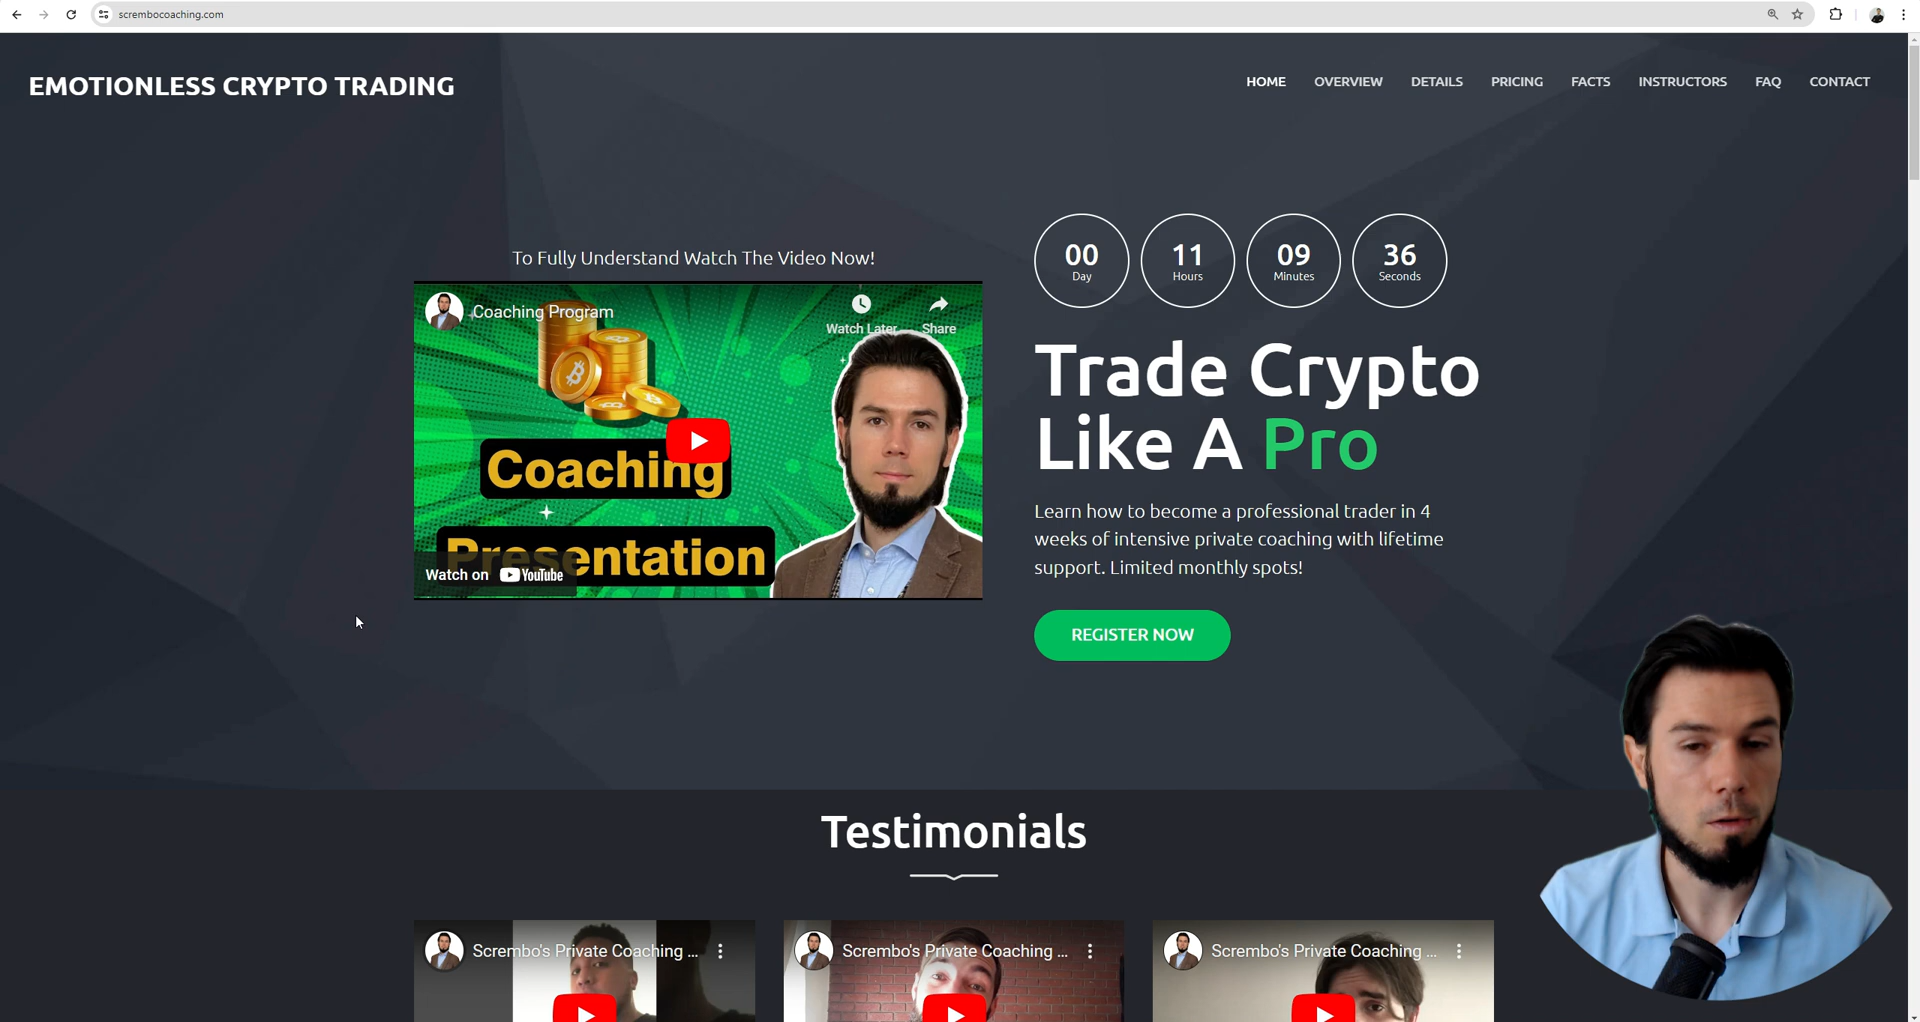 scrembocoaching.com
EMOTIONLESS CRYPTO TRADING
HOME OVERVIEW DETAILS PRICING FACTS INSTRUCTORS FAQ CONTACT
To Fully Understand Watch The Video Now!
Coaching Program
Watch Later
Share
Coaching
Presentation
Watch on YouTube
00 11 09 36
Day Hours Minutes Seconds
Trade Crypto
Like A Pro
Learn how to become a professional trader in 4
weeks of intensive private coaching with lifetime
support. Limited monthly spots!
REGISTER NOW
Testimonials
Scrembo's Private Coaching ...
Scrembo's Private Coaching ...
Scrembo's Private Coaching ...